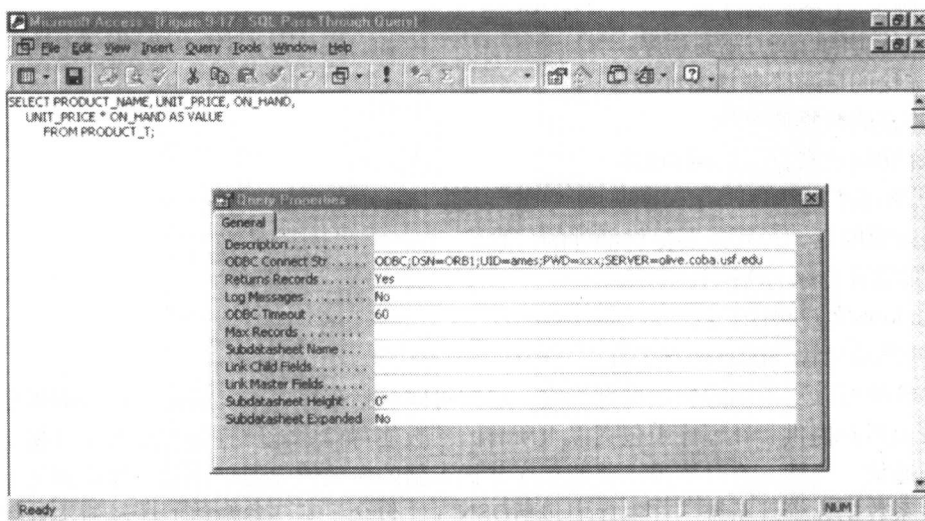 Microsoft Access - [Figure 9-17 : SQL Pass-Through Query]
File Edit View Insert Query Tools Window Help
SELECT PRODUCT_NAME, UNIT_PRICE, ON_HAND,
UNIT_PRICE * ON_HAND AS VALUE
FROM PRODUCT_T;
Query Properties
General
Description . . . . . . . . . .
ODBC Connect Str . . . . . ODBC;DSN=ORB1;UID=ames;PWD=xxx;SERVER=olive.coba.usf.edu
Returns Records . . . . . . Yes
Log Messages . . . . . . . . No
ODBC Timeout . . . . . . . 60
Max Records . . . . . . . .
Subdatasheet Name . . .
Link Child Fields . . . . . . .
Link Master Fields . . . . .
Subdatasheet Height . . . 0"
Subdatasheet Expanded No
Ready
NUM